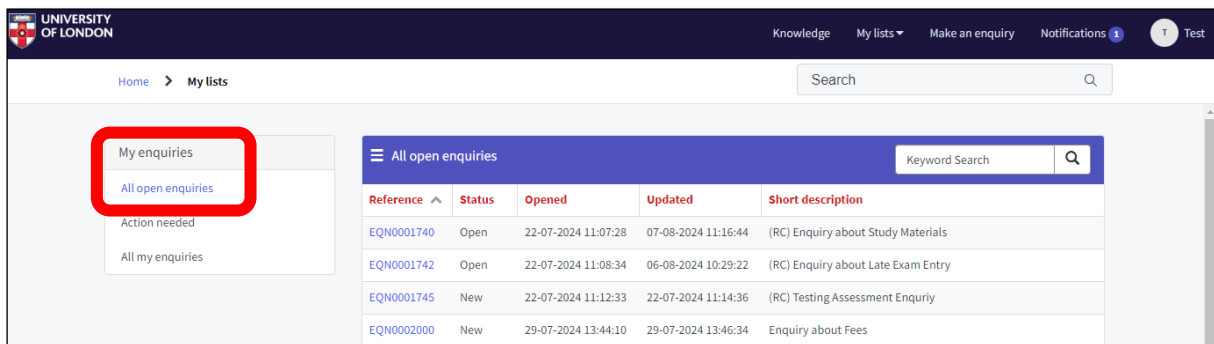 UNIVERSITY
OF LONDON
Knowledge My lists Make an enquiry Notifications 1 T Test
Home > My lists Search
My enquiries
All open enquiries
Action needed
All my enquiries
All open enquiries Keyword Search
Reference Status Opened Updated Short description
EQN0001740 Open 22-07-2024 11:07:28 07-08-2024 11:16:44 (RC) Enquiry about Study Materials
EQN0001742 Open 22-07-2024 11:08:34 06-08-2024 10:29:22 (RC) Enquiry about Late Exam Entry
EQN0001745 New 22-07-2024 11:12:33 22-07-2024 11:14:36 (RC) Testing Assessment Enquriy
EQN0002000 New 29-07-2024 13:44:10 29-07-2024 13:46:34 Enquiry about Fees